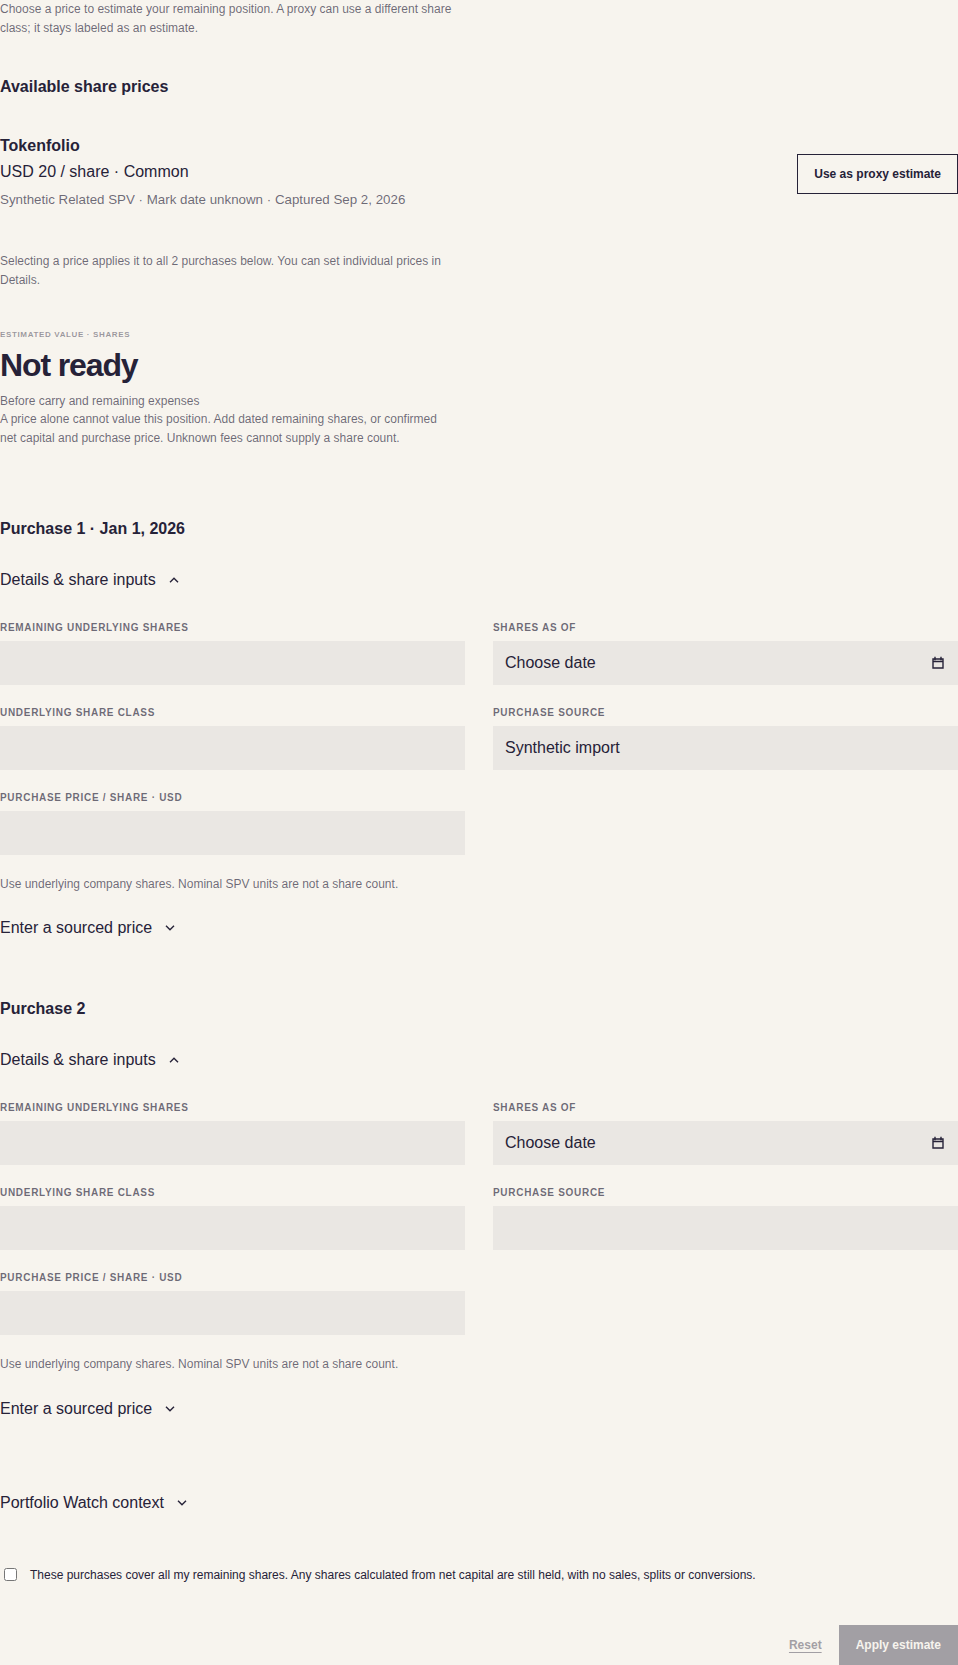 Choose a price to estimate your remaining position. A proxy can use a different share
class; it stays labeled as an estimate.
Available share prices
Tokenfolio
USD 20 / share · Common
Synthetic Related SPV · Mark date unknown · Captured Sep 2, 2026
Use as proxy estimate
Selecting a price applies it to all 2 purchases below. You can set individual prices in
Details.
ESTIMATED VALUE · SHARES
Not ready
Before carry and remaining expenses
A price alone cannot value this position. Add dated remaining shares, or confirmed
net capital and purchase price. Unknown fees cannot supply a share count.
Purchase 1 · Jan 1, 2026
Details & share inputs
REMAINING UNDERLYING SHARES
SHARES AS OF
Choose date
UNDERLYING SHARE CLASS
PURCHASE SOURCE
Synthetic import
PURCHASE PRICE / SHARE · USD
Use underlying company shares. Nominal SPV units are not a share count.
Enter a sourced price
Purchase 2
Details & share inputs
REMAINING UNDERLYING SHARES
SHARES AS OF
Choose date
UNDERLYING SHARE CLASS
PURCHASE SOURCE
PURCHASE PRICE / SHARE · USD
Use underlying company shares. Nominal SPV units are not a share count.
Enter a sourced price
Portfolio Watch context
These purchases cover all my remaining shares. Any shares calculated from net capital are still held, with no sales, splits or conversions.
Reset
Apply estimate